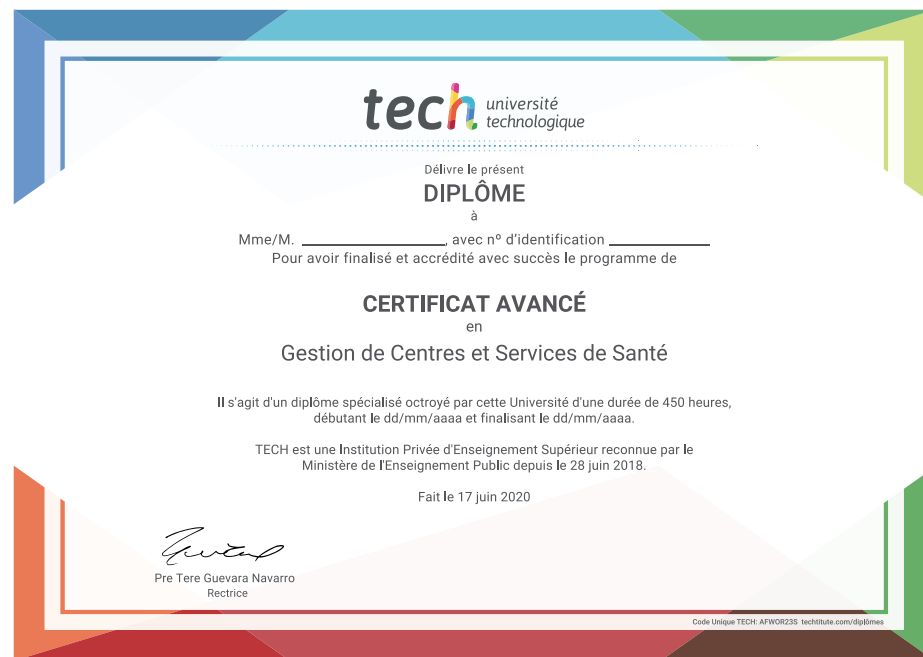 tech université
technologique
Délivre le présent
DIPLÔME
à
Mme/M. ____________________, avec nº d'identification ______________
Pour avoir finalisé et accrédité avec succès le programme de
CERTIFICAT AVANCÉ
en
Gestion de Centres et Services de Santé
Il s'agit d'un diplôme spécialisé octroyé par cette Université d'une durée de 450 heures,
débutant le dd/mm/aaaa et finalisant le dd/mm/aaaa.
TECH est une Institution Privée d'Enseignement Supérieur reconnue par le
Ministère de l'Enseignement Public depuis le 28 juin 2018.
Fait le 17 juin 2020
Pre Tere Guevara Navarro
Rectrice
Code Unique TECH: AFWOR23S techtitute.com/diplômes